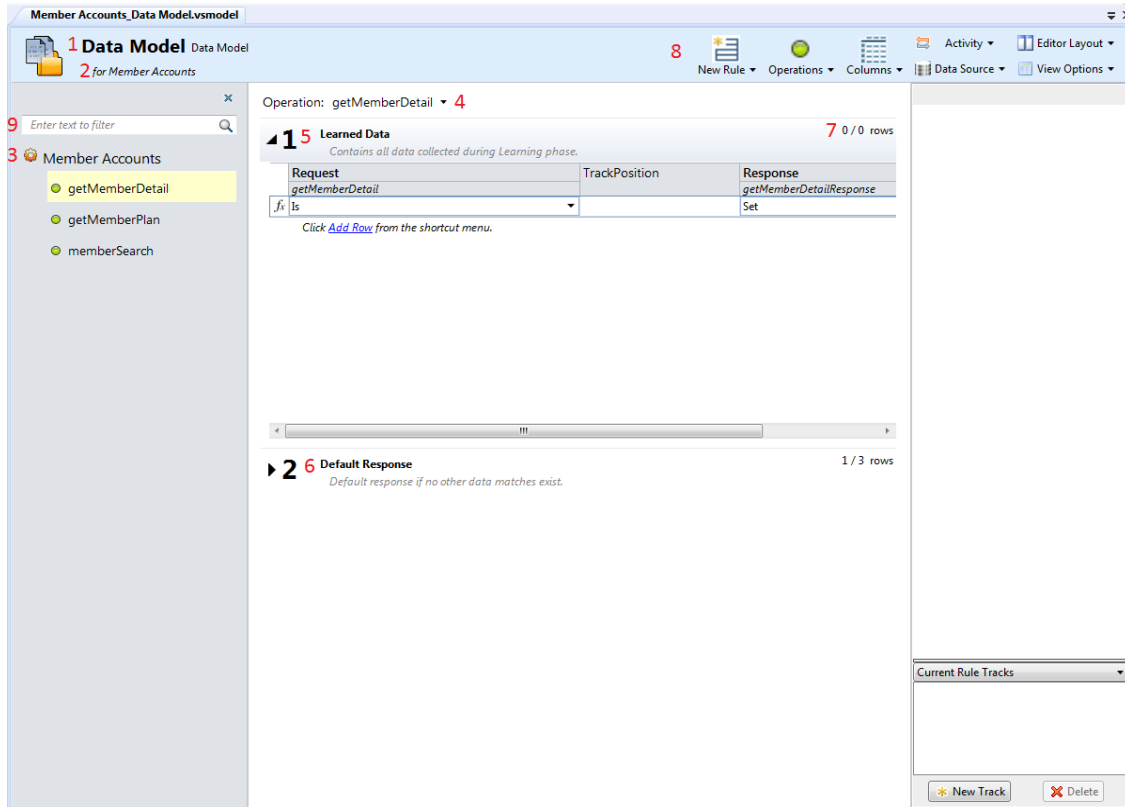 Member Accounts_Data Model.vsmodel
1 Data Model Data Model
2 for Member Accounts
8
New Rule Operations Columns
Activity Editor Layout
Data Source View Options
9 Enter text to filter
3 Member Accounts
getMemberDetail
getMemberPlan
memberSearch
Operation: getMemberDetail 4
1 5 Learned Data 7 0 / 0 rows
Contains all data collected during Learning phase.
Request TrackPosition Response
getMemberDetail getMemberDetailResponse
fx Is Set
Click Add Row from the shortcut menu.
2 6 Default Response 1 / 3 rows
Default response if no other data matches exist.
Current Rule Tracks
New Track Delete